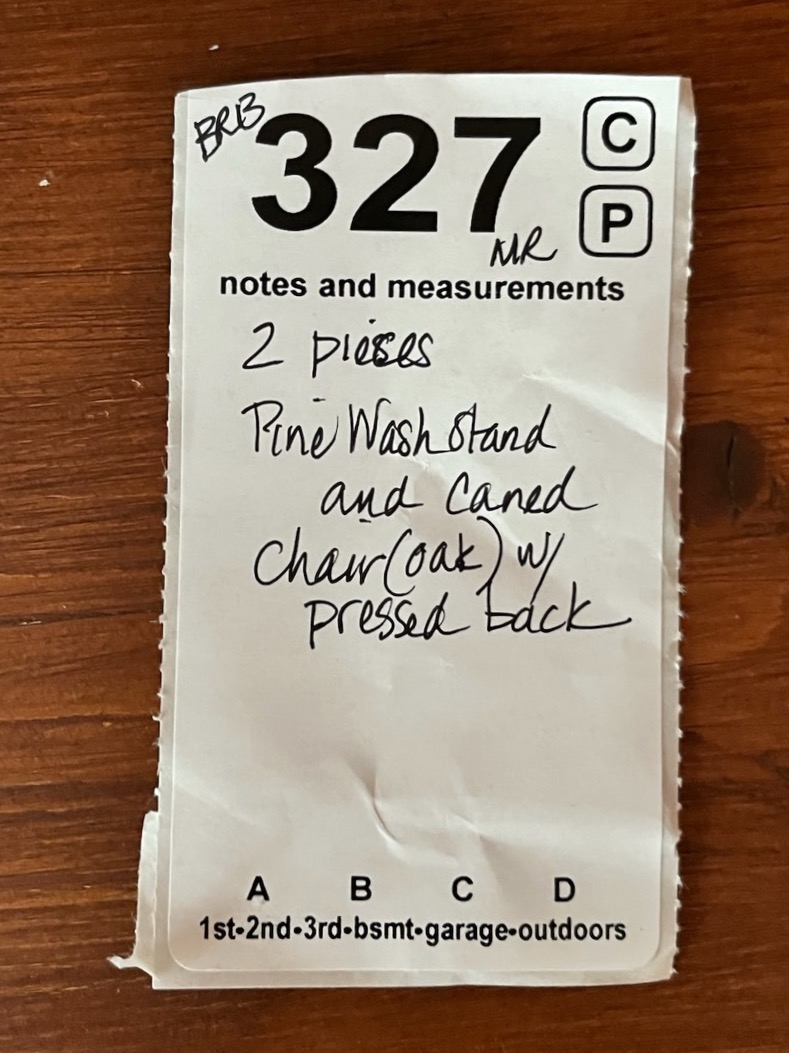 BRB
327
C
P
MR
notes and measurements
2 pieses
Pine Wash stand
and caned
chair (oak) w/
pressed back
A B C D
1st•2nd•3rd•bsmt•garage•outdoors